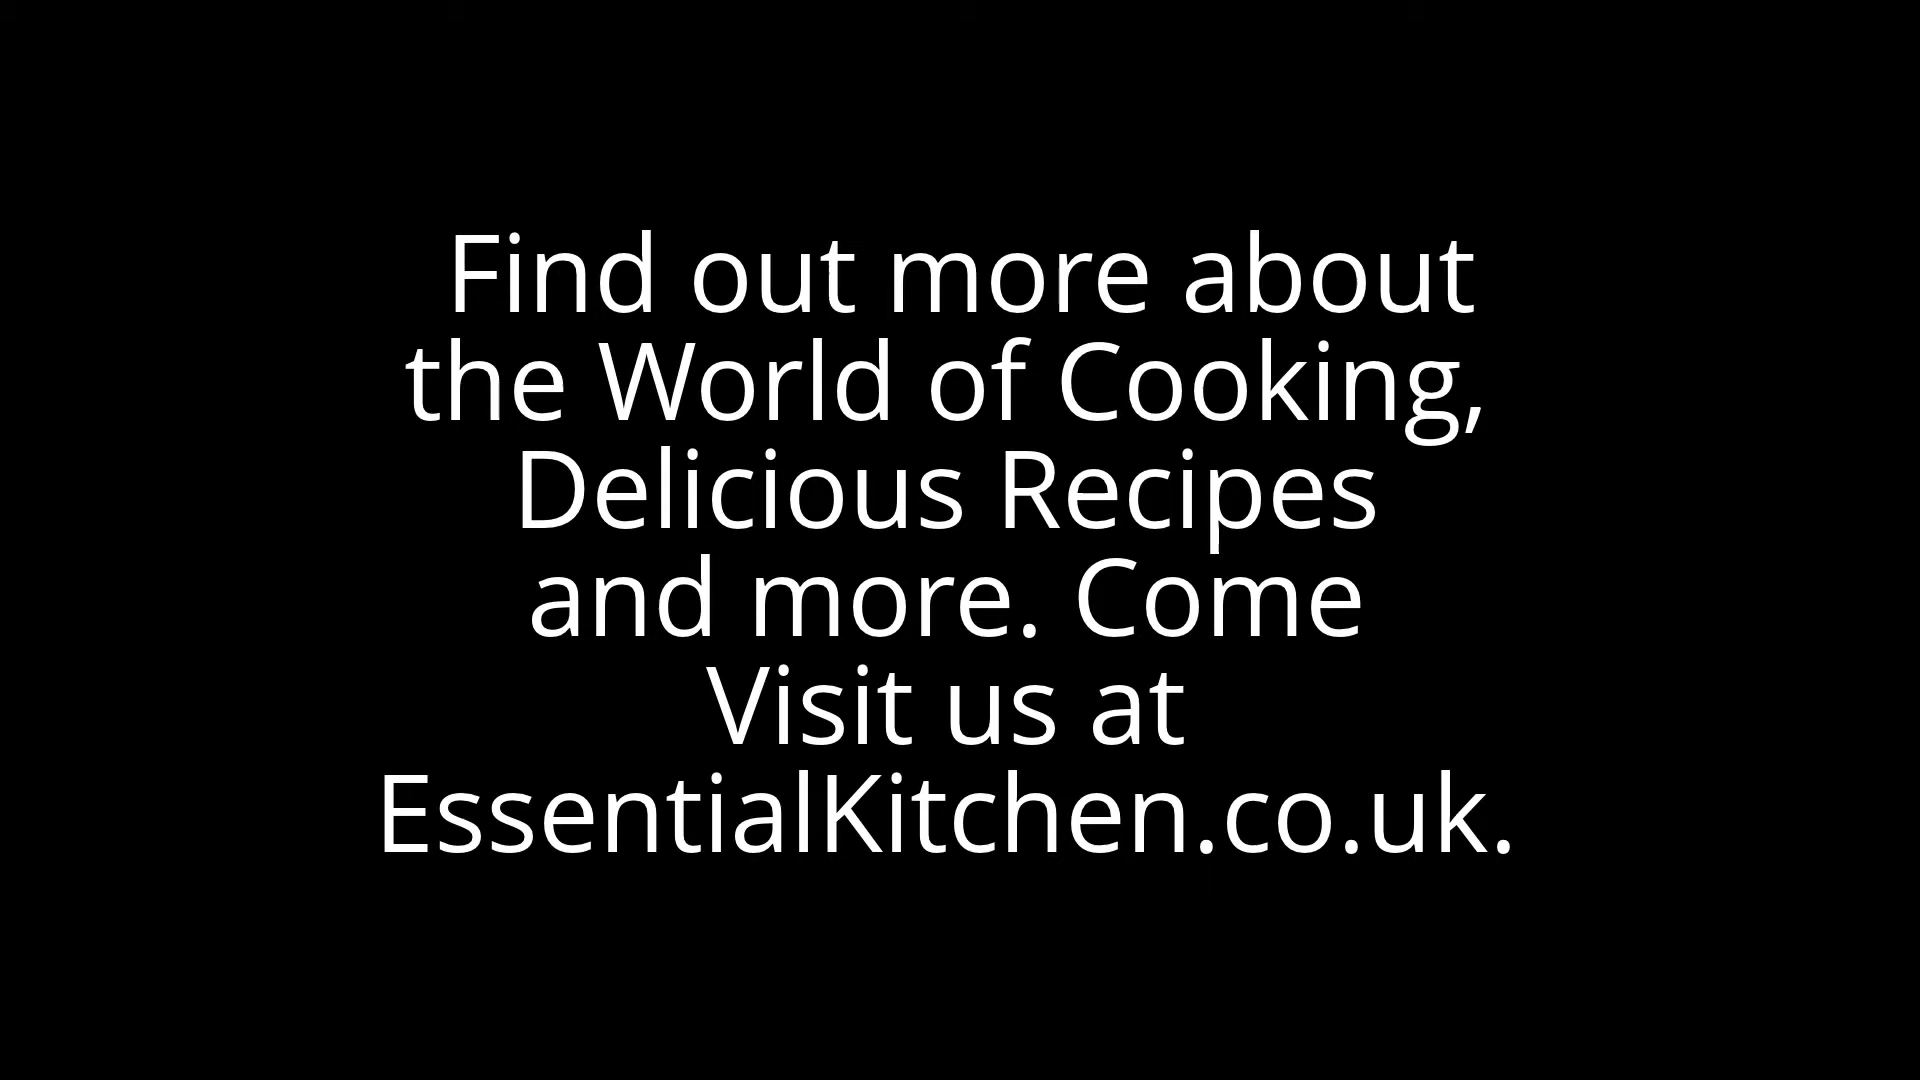 Find out more about
the World of Cooking,
Delicious Recipes
and more. Come
Visit us at
EssentialKitchen.co.uk.